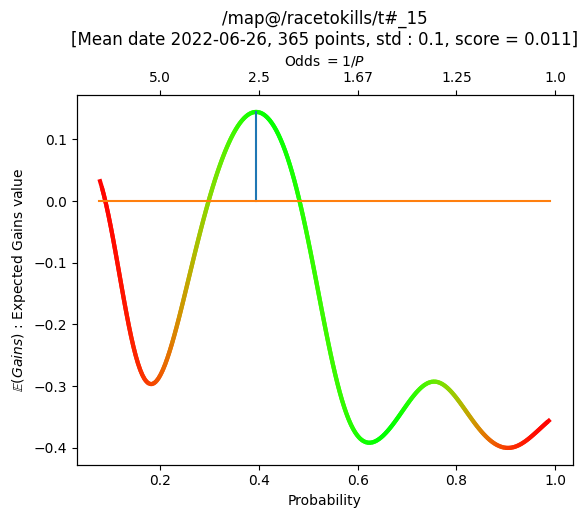 /map@/racetokills/t#_15
[Mean date 2022-06-26, 365 points, std : 0.1, score = 0.011]
Odds = 1/P
5.0 2.5 1.67 1.25 1.0
0.1
0.0
−0.1
−0.2
−0.3
−0.4
𝔼(Gains) : Expected Gains value
0.2 0.4 0.6 0.8 1.0
Probability